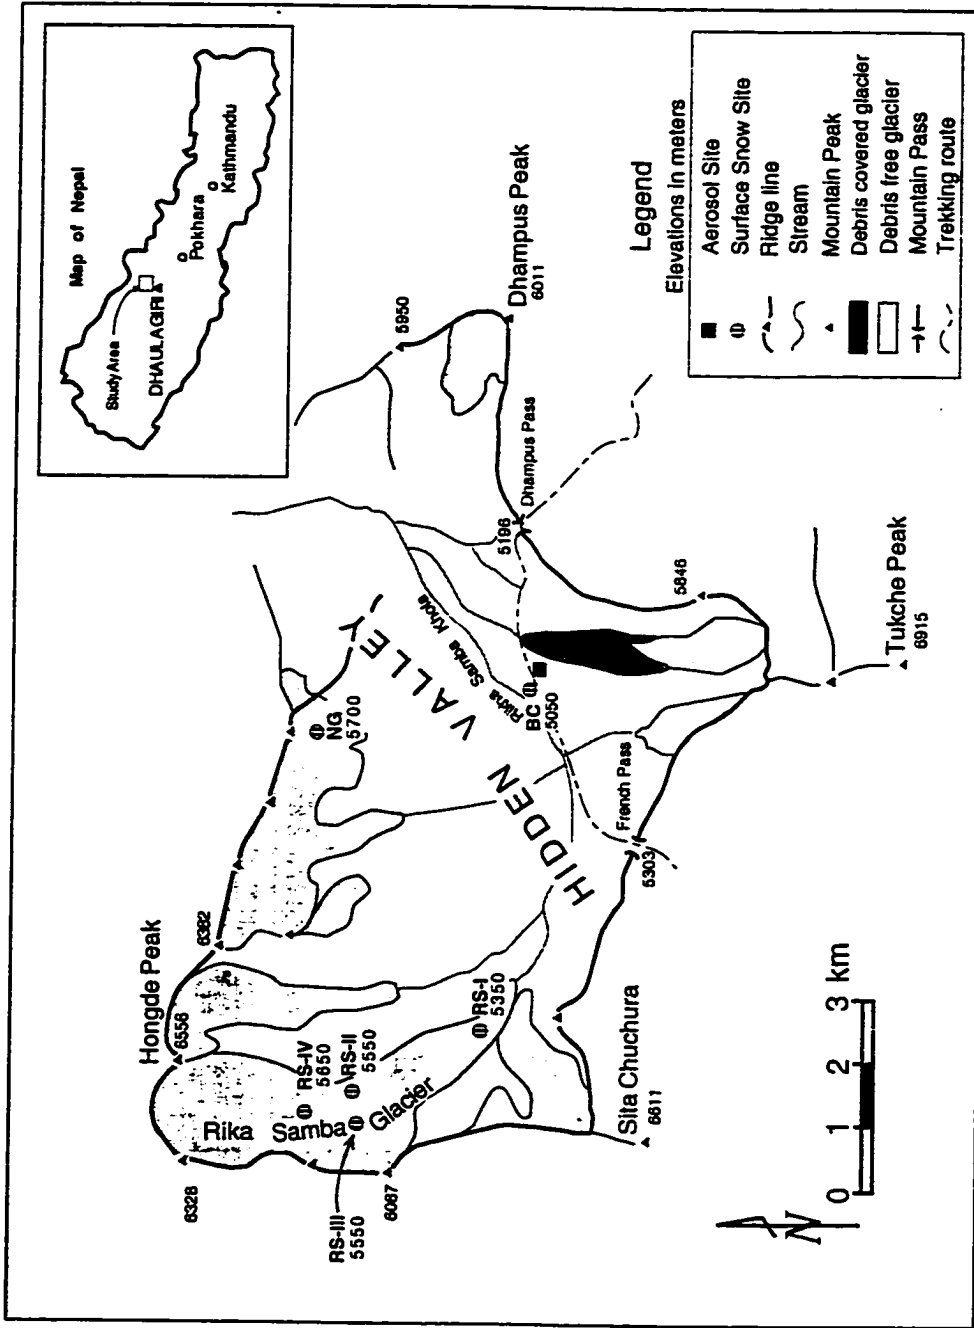 Map of Nepal
Study Area
DHAULAGIRI
Pokhara
Kathmandu
Hongde Peak
6556
6328
6382
Rika Samba Glacier
RS-IV
5650
RS-II
5550
RS-III
5550
6087
NG
5700
5950
RS-I
5350
HIDDEN VALLEY
Rikha Samba Khola
Dhampus Peak
6011
5196
Dhampus Pass
BC
5050
French Pass
5303
5846
Sita Chuchura
6611
Tukche Peak
6915
N
0 1 2 3 km
Legend
Elevations in meters
Aerosol Site
Surface Snow Site
Ridge line
Stream
Mountain Peak
Debris covered glacier
Debris free glacier
Mountain Pass
Trekking route